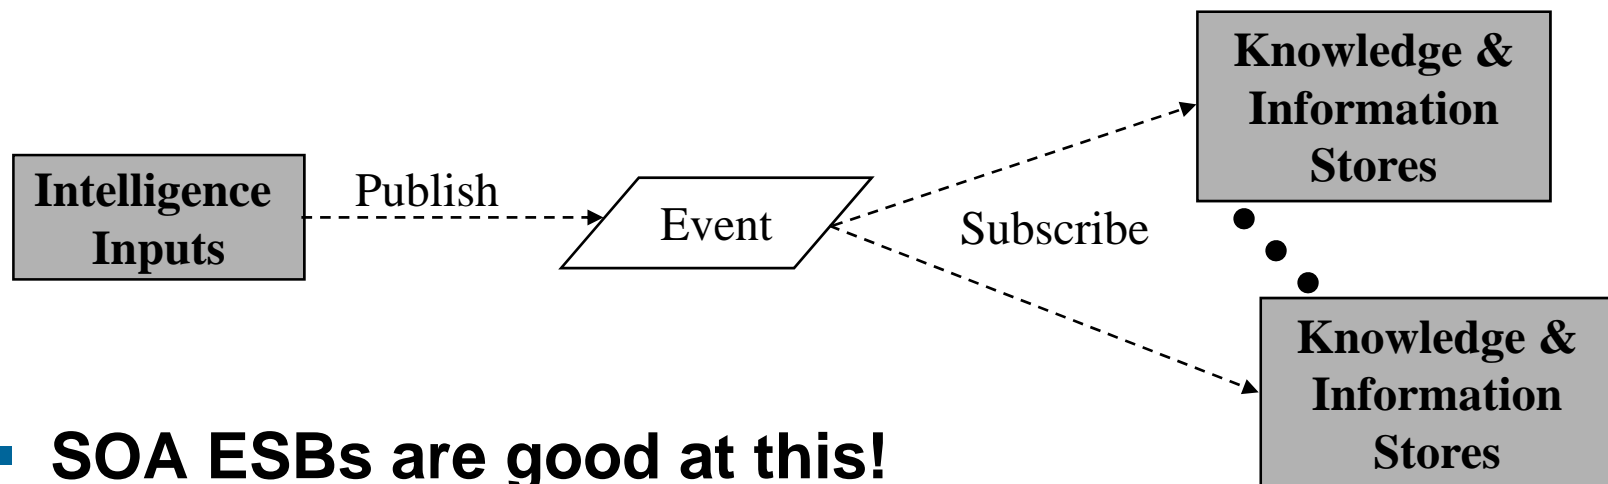 Knowledge &
Information
Stores
Intelligence
Inputs
Publish
Event
Subscribe
Knowledge &
Information
Stores
▪ SOA ESBs are good at this!